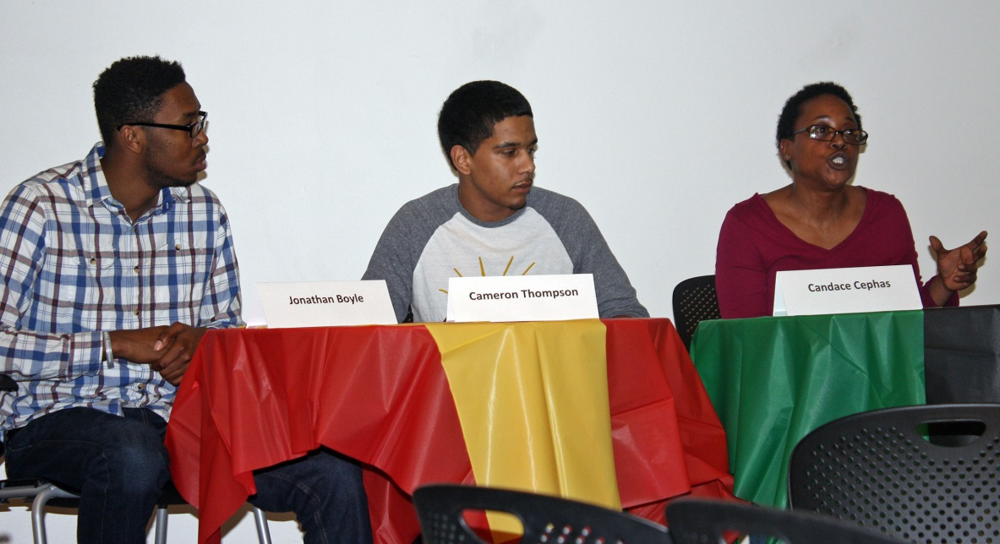 Jonathan Boyle
Cameron Thompson
Candace Cephas